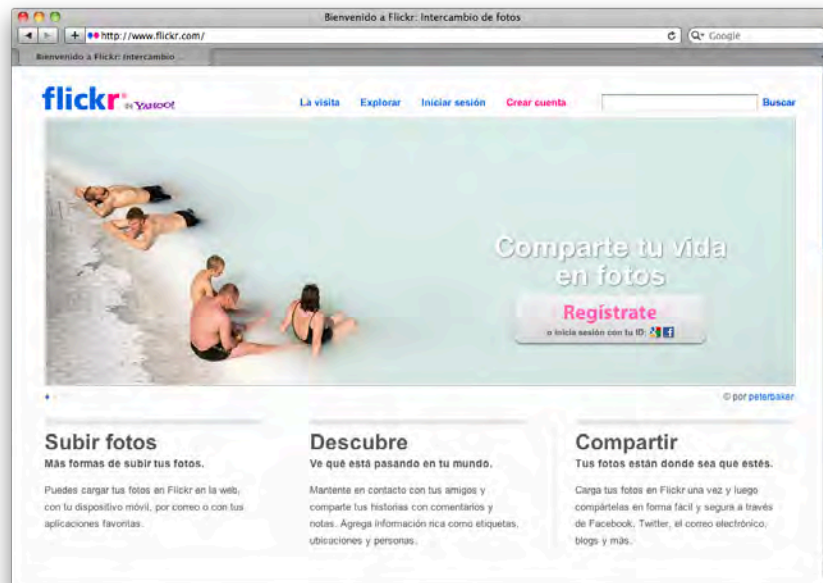 Bienvenido a Flickr: Intercambio de fotos
http://www.flickr.com/
Google
Bienvenido a Flickr: Intercambio ...
flickr® IN YAHOO!
La visita Explorar Iniciar sesión Crear cuenta Buscar
Comparte tu vida
en fotos
Regístrate
o inicia sesión con tu ID:
© por peterbaker
Subir fotos
Más formas de subir tus fotos.
Puedes cargar tus fotos en Flickr en la web,
con tu dispositivo móvil, por correo o con tus
aplicaciones favoritas.
Descubre
Ve qué está pasando en tu mundo.
Mantente en contacto con tus amigos y
comparte tus historias con comentarios y
notas. Agrega información rica como etiquetas,
ubicaciones y personas.
Compartir
Tus fotos están donde sea que estés.
Carga tus fotos en Flickr una vez y luego
compártelas en forma fácil y segura a través
de Facebook, Twitter, el correo electrónico,
blogs y más.